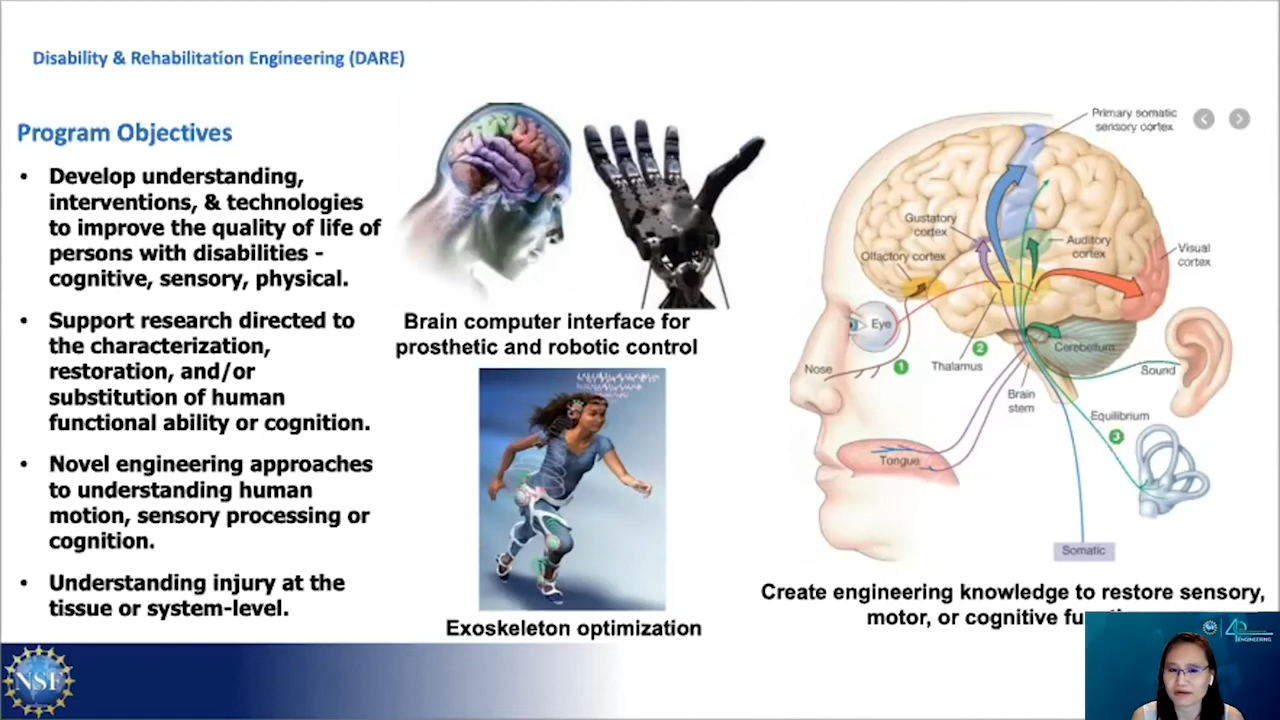 Disability & Rehabilitation Engineering (DARE)
Program Objectives
• Develop understanding,
interventions, & technologies
to improve the quality of life of
persons with disabilities -
cognitive, sensory, physical.
• Support research directed to
the characterization,
restoration, and/or
substitution of human
functional ability or cognition.
• Novel engineering approaches
to understanding human
motion, sensory processing or
cognition.
• Understanding injury at the
tissue or system-level.
Brain computer interface for
prosthetic and robotic control
Exoskeleton optimization
Primary somatic
sensory cortex
Gustatory
cortex
Olfactory cortex
Auditory
cortex
Visual
cortex
Eye
Nose
1
2
Thalamus
Cerebellum
Sound
Brain
stem
Equilibrium
3
Tongue
Somatic
Create engineering knowledge to restore sensory,
motor, or cognitive
NSF
ENGINEERING